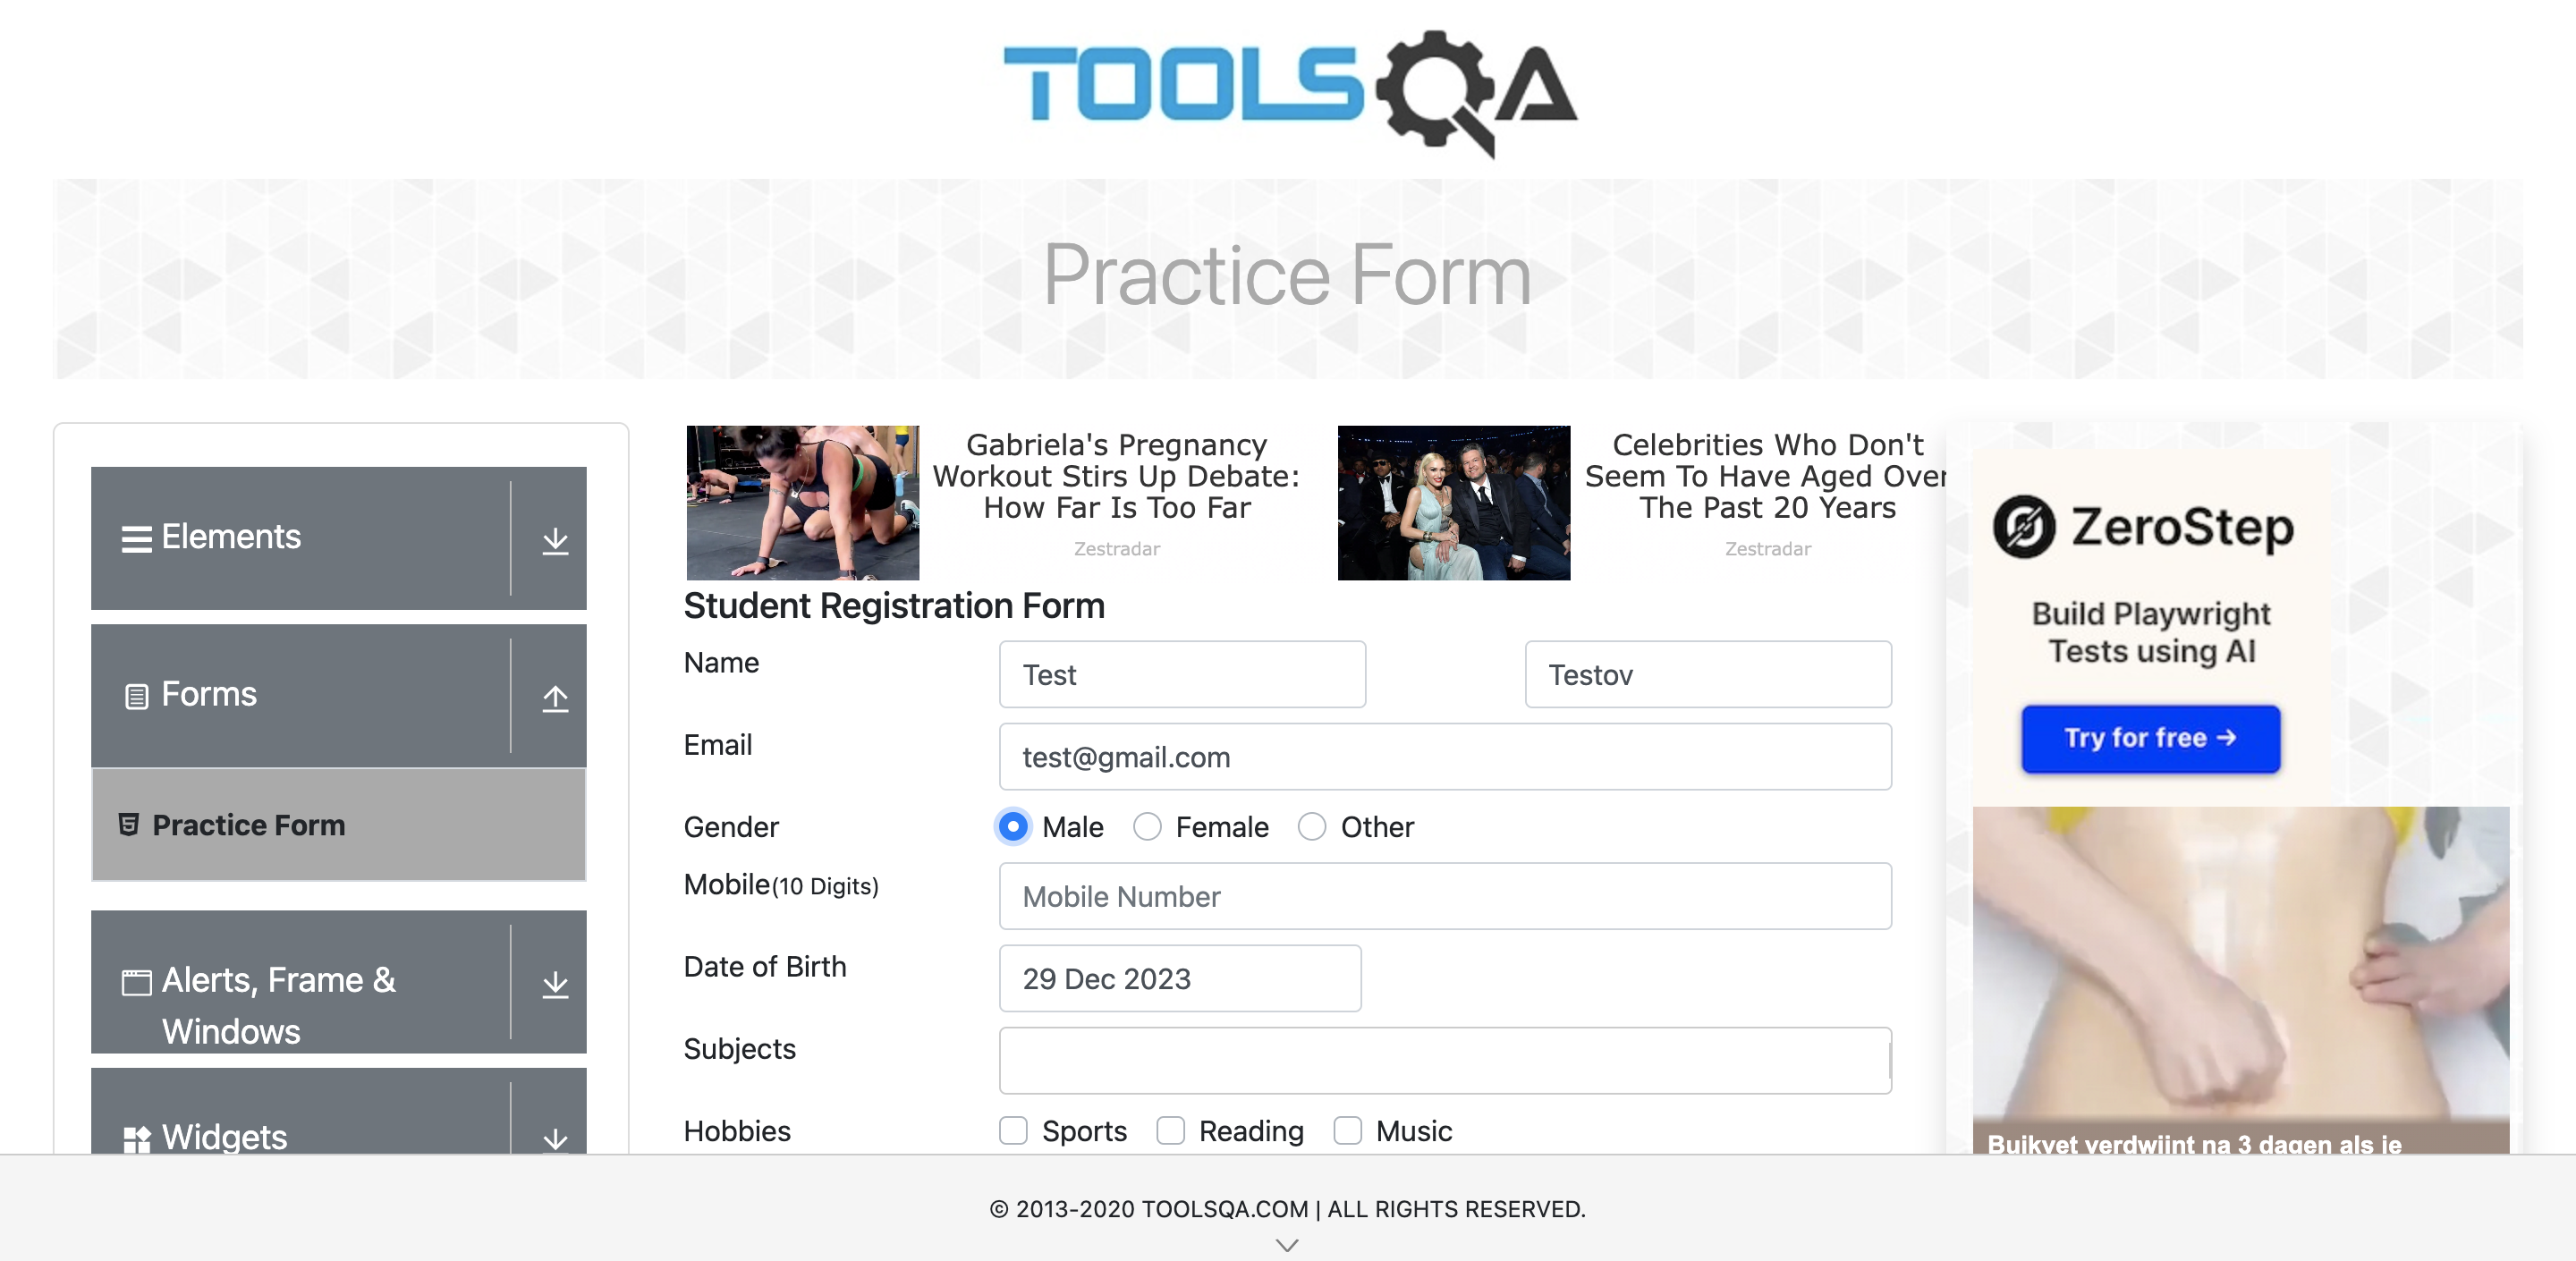 TOOLSQA
Practice Form
Elements
Forms
Practice Form
Alerts, Frame &
Windows
Widgets
Gabriela's Pregnancy
Workout Stirs Up Debate:
How Far Is Too Far
Zestradar
Celebrities Who Don't
Seem To Have Aged Over
The Past 20 Years
Zestradar
Student Registration Form
Name
Test
Testov
Email
test@gmail.com
Gender
Male
Female
Other
Mobile(10 Digits)
Mobile Number
Date of Birth
29 Dec 2023
Subjects
Hobbies
Sports
Reading
Music
ZeroStep
Build Playwright
Tests using AI
Try for free →
Buikvet verdwijnt na 3 dagen als je
© 2013-2020 TOOLSQA.COM | ALL RIGHTS RESERVED.